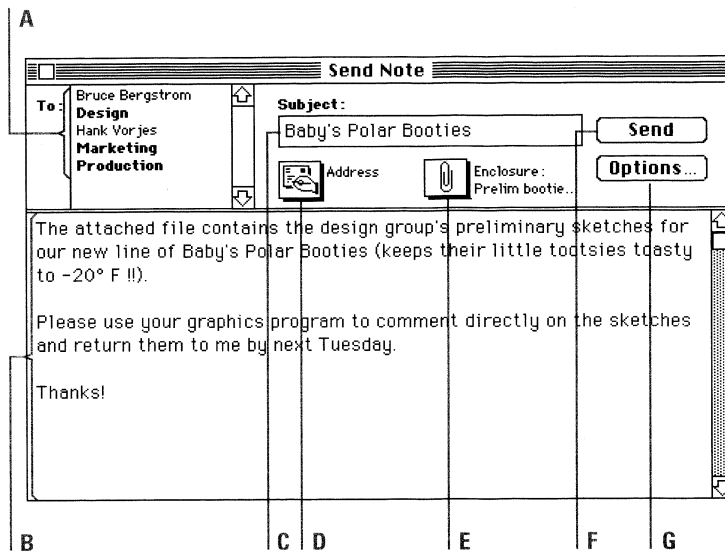 A
Send Note
To:
Bruce Bergstrom
Design
Hank Vorjes
Marketing
Production
Subject:
Baby's Polar Booties
Send
Address
Enclosure:
Prelim bootie...
Options...
The attached file contains the design group's preliminary sketches for
our new line of Baby's Polar Booties (keeps their little tootsies toasty
to -20° F !!).
Please use your graphics program to comment directly on the sketches
and return them to me by next Tuesday.
Thanks!
B
C
D
E
F
G